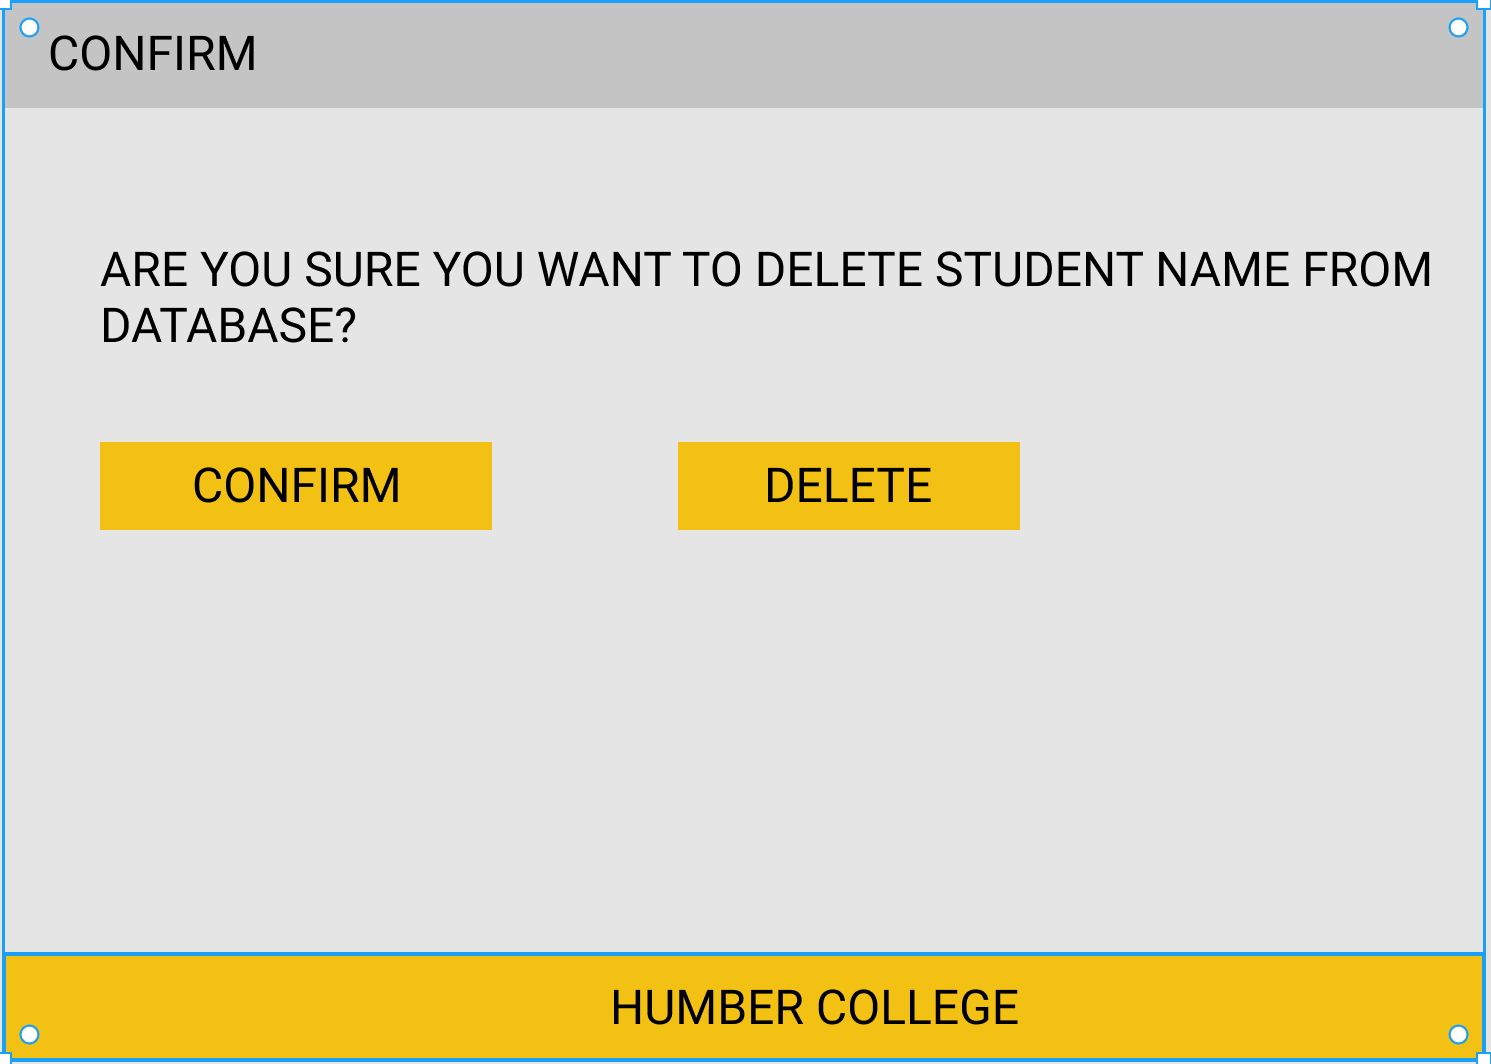 CONFIRM
ARE YOU SURE YOU WANT TO DELETE STUDENT NAME FROM
DATABASE?
CONFIRM
DELETE
HUMBER COLLEGE